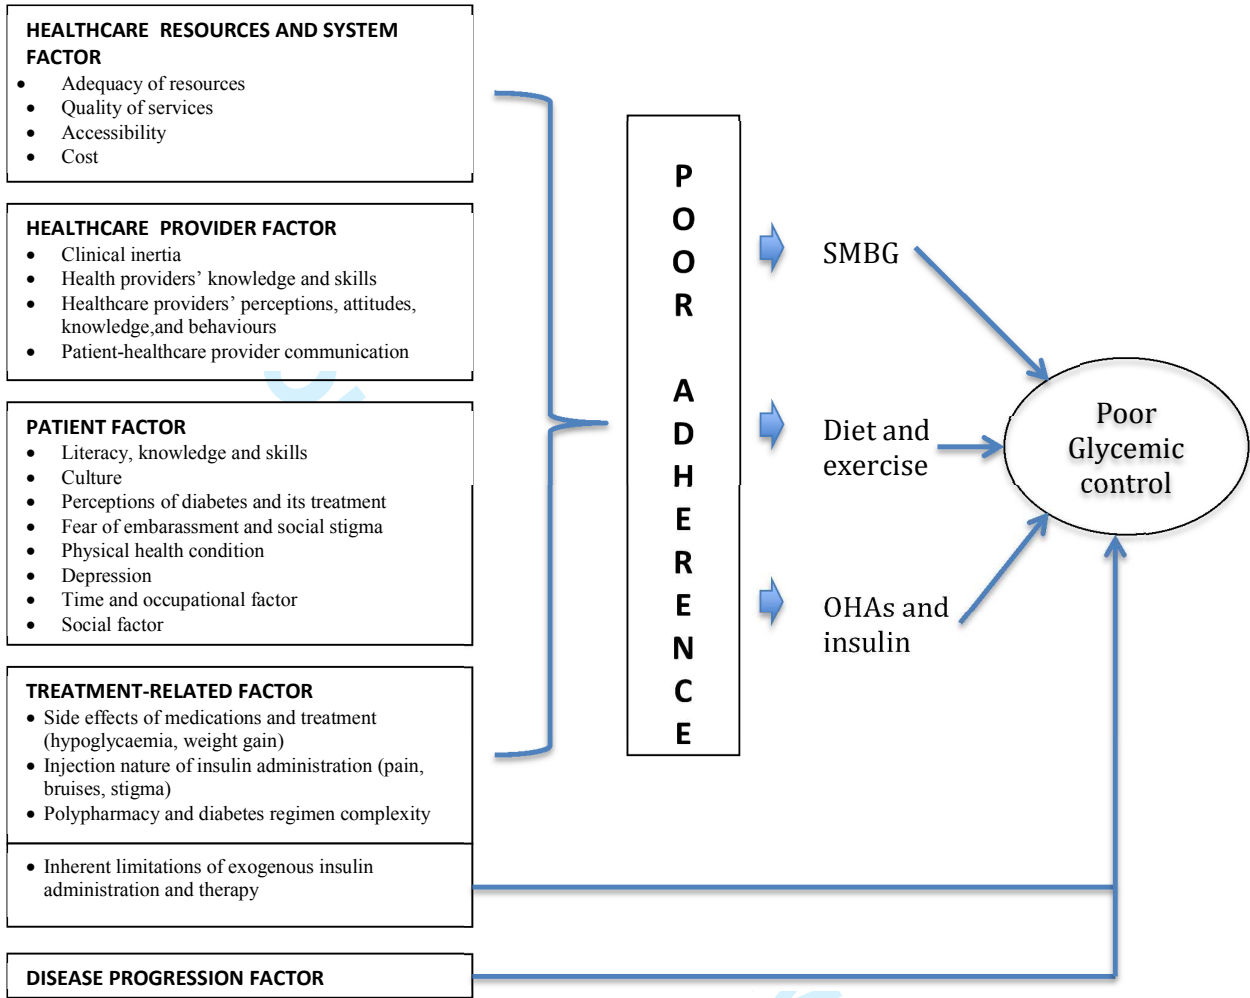 HEALTHCARE RESOURCES AND SYSTEM
FACTOR
• Adequacy of resources
• Quality of services
• Accessibility
• Cost
HEALTHCARE PROVIDER FACTOR
• Clinical inertia
• Health providers' knowledge and skills
• Healthcare providers' perceptions, attitudes,
knowledge,and behaviours
• Patient-healthcare provider communication
PATIENT FACTOR
• Literacy, knowledge and skills
• Culture
• Perceptions of diabetes and its treatment
• Fear of embarassment and social stigma
• Physical health condition
• Depression
• Time and occupational factor
• Social factor
TREATMENT-RELATED FACTOR
• Side effects of medications and treatment
(hypoglycaemia, weight gain)
• Injection nature of insulin administration (pain,
bruises, stigma)
• Polypharmacy and diabetes regimen complexity
• Inherent limitations of exogenous insulin
administration and therapy
DISEASE PROGRESSION FACTOR
POOR ADHERENCE
SMBG
Diet and
exercise
OHAs and
insulin
Poor
Glycemic
control